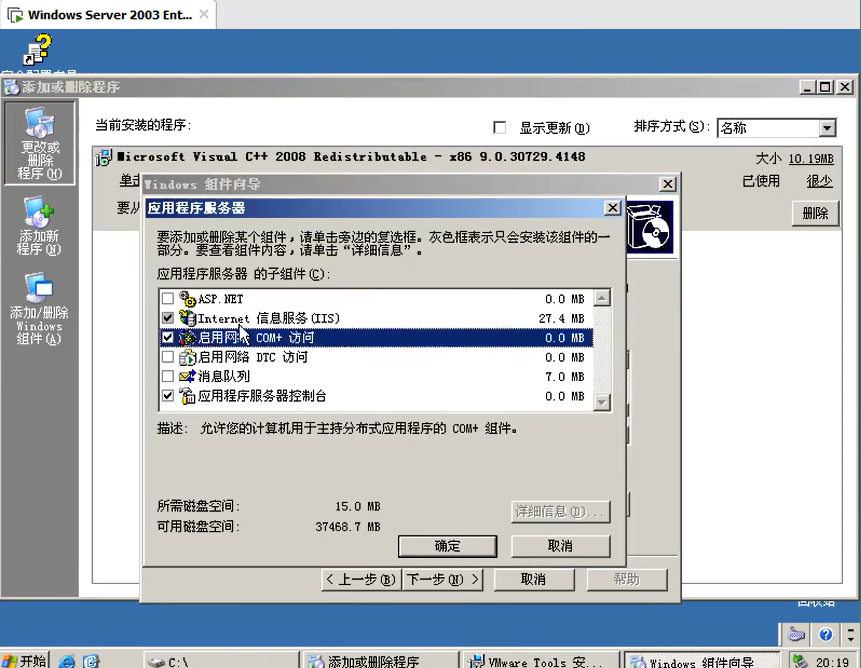 Windows Server 2003 Ent...
添加或删除程序
更改或
删除
程序(H)
添加新
程序(N)
添加/删除
Windows
组件(A)
当前安装的程序:
显示更新(D)
排序方式(S):
名称
Microsoft Visual C++ 2008 Redistributable - x86 9.0.30729.4148
大小
10.19MB
单击
已使用
很少
要从
删除
Windows 组件向导
应用程序服务器
要添加或删除某个组件，请单击旁边的复选框。灰色框表示只会安装该组件的一
部分。要查看组件内容，请单击“详细信息”。
应用程序服务器 的子组件(C):
ASP.NET 0.0 MB
Internet 信息服务(IIS) 27.4 MB
启用网络 COM+ 访问 0.0 MB
启用网络 DTC 访问 0.0 MB
消息队列 7.0 MB
应用程序服务器控制台 0.0 MB
描述: 允许您的计算机用于主持分布式应用程序的 COM+ 组件。
所需磁盘空间: 15.0 MB
可用磁盘空间: 37468.7 MB
详细信息(D)...
确定
取消
< 上一步(B)
下一步(N) >
取消
帮助
回收站
开始
C:\
添加或删除程序
VMware Tools 安...
Windows 组件向导
20:19